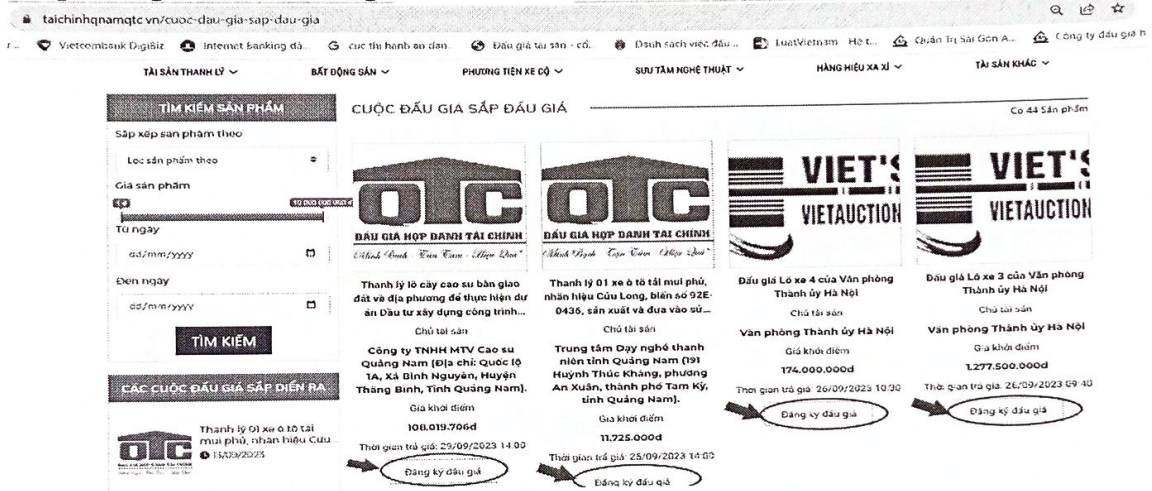 taichinhqnamqtc.vn/cuoc-dau-gia-sap-dau-gia
Vietcombank DigiBiz
Internet Banking dà...
cuc thi hanh an dan...
Đấu giá tài sản - cổ...
Danh sách việc đấu ...
LuatVietnam
Quán Trị Sài Gòn A...
Công ty đấu giá h
TÀI SẢN THANH LÝ
BẤT ĐỘNG SẢN
PHƯƠNG TIỆN XE CỘ
SƯU TẦM NGHỆ THUẬT
HÀNG HIỆU XA XỈ
TÀI SẢN KHÁC
TÌM KIẾM SẢN PHẨM
Sắp xếp sản phẩm theo
Lọc sản phẩm theo
Giá sản phẩm
Từ ngày
dd/mm/yyyy
Đến ngày
dd/mm/yyyy
TÌM KIẾM
CÁC CUỘC ĐẤU GIÁ SẮP DIỄN RA
Thanh lý 01 xe ô tô tải
mui phủ, nhãn hiệu Cửu...
13/09/2023
CUỘC ĐẤU GIÁ SẮP ĐẤU GIÁ
Có 44 Sản phẩm
QTC
ĐẤU GIÁ HỢP DANH TÀI CHÍNH
Thanh lý lô cây cao su bàn giao
đất về địa phương để thực hiện dự
án Đầu tư xây dựng công trình...
Chủ tài sản
Công ty TNHH MTV Cao su
Quảng Nam (Địa chỉ: Quốc lộ
1A, Xã Bình Nguyên, Huyện
Thăng Bình, Tỉnh Quảng Nam).
Giá khởi điểm
108.019.706đ
Thời gian trả giá: 29/09/2023 14:00
Đăng ký đấu giá
QTC
ĐẤU GIÁ HỢP DANH TÀI CHÍNH
Thanh lý 01 xe ô tô tải mui phủ,
nhãn hiệu Cửu Long, biển số 92E-
0436, sản xuất và đưa vào sử...
Chủ tài sản
Trung tâm Dạy nghề thanh
niên tỉnh Quảng Nam (191
Huỳnh Thúc Kháng, phường
An Xuân, thành phố Tam Kỳ,
tỉnh Quảng Nam).
Giá khởi điểm
11.725.000đ
Thời gian trả giá: 25/09/2023 14:00
Đăng ký đấu giá
VIET'S
VIETAUCTION
Đấu giá Lô xe 4 của Văn phòng
Thành ủy Hà Nội
Chủ tài sản
Văn phòng Thành ủy Hà Nội
Giá khởi điểm
174.000.000đ
Thời gian trả giá: 26/09/2023 10:30
Đăng ký đấu giá
VIET'S
VIETAUCTION
Đấu giá Lô xe 3 của Văn phòng
Thành ủy Hà Nội
Chủ tài sản
Văn phòng Thành ủy Hà Nội
Giá khởi điểm
1.277.500.000đ
Thời gian trả giá: 26/09/2023 09:40
Đăng ký đấu giá